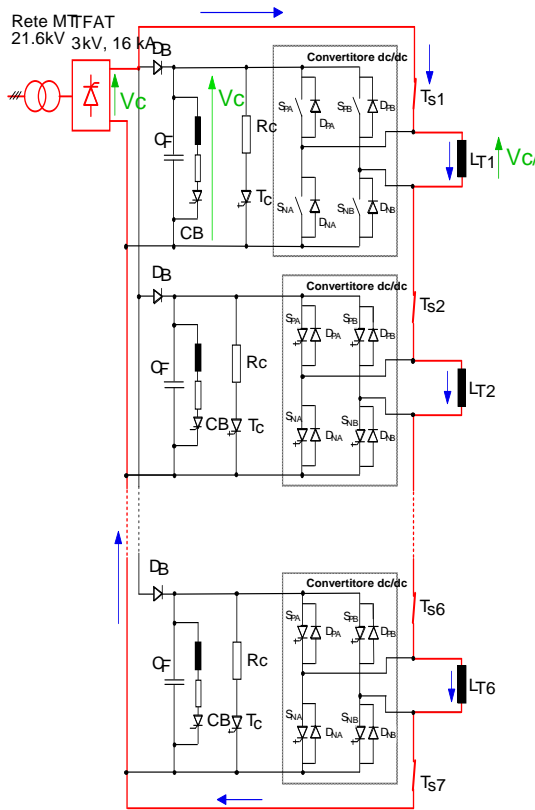 Rete MT
TFAT
21.6kV
3kV, 16 kA
DB
Convertitore dc/dc
Vc
Vc
CF
Rc
SPA
DPA
SPB
DPB
Ts1
LT1
SNA
DNA
SNB
DNB
Tc
CB
DB
Convertitore dc/dc
Ts2
CF
Rc
SPA
DPA
SPB
DPB
LT2
CB
Tc
SNA
DNA
SNB
DNB
DB
Convertitore dc/dc
Ts6
CF
Rc
SPA
DPA
SPB
DPB
LT6
CB
Tc
SNA
DNA
SNB
DNB
Ts7